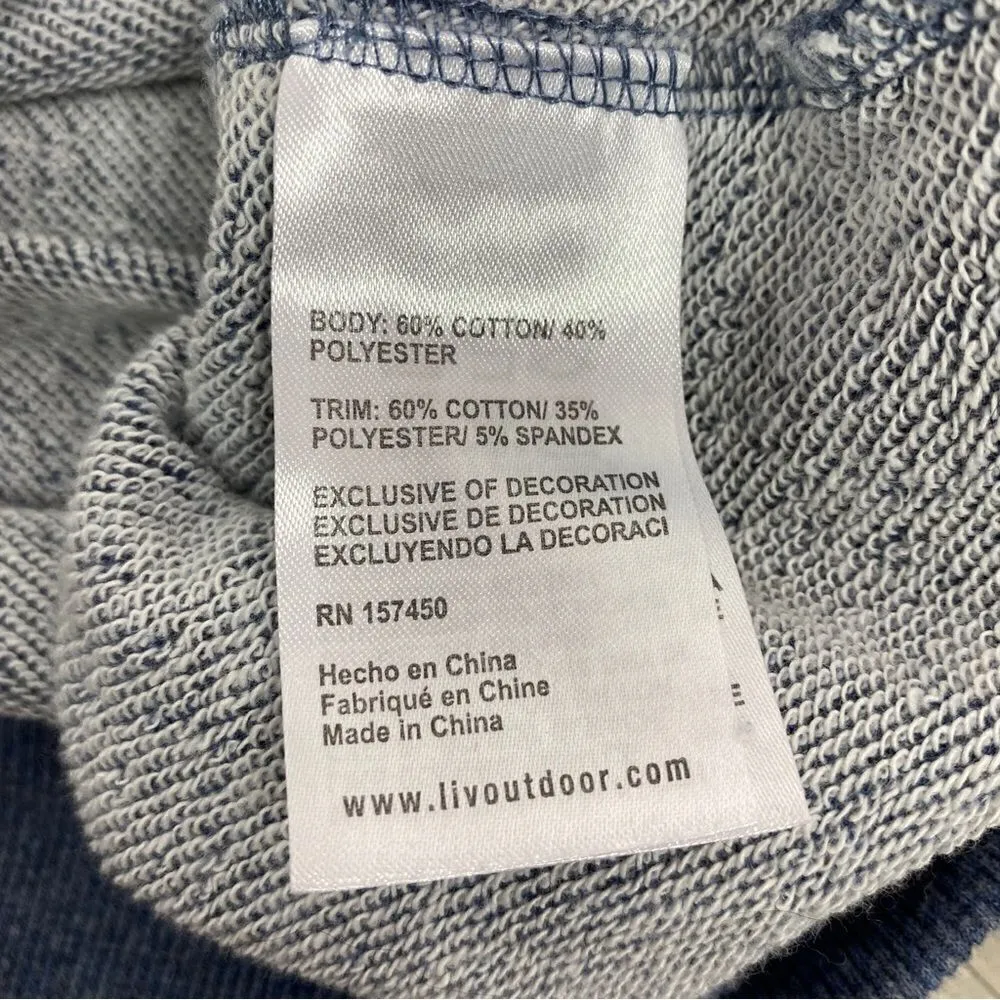 BODY: 60% COTTON/ 40%
POLYESTER
TRIM: 60% COTTON/ 35%
POLYESTER/ 5% SPANDEX
EXCLUSIVE OF DECORATION
EXCLUSIVE DE DECORATION
EXCLUYENDO LA DECORACI
RN 157450
Hecho en China
Fabriqué en Chine
Made in China
www.livoutdoor.com